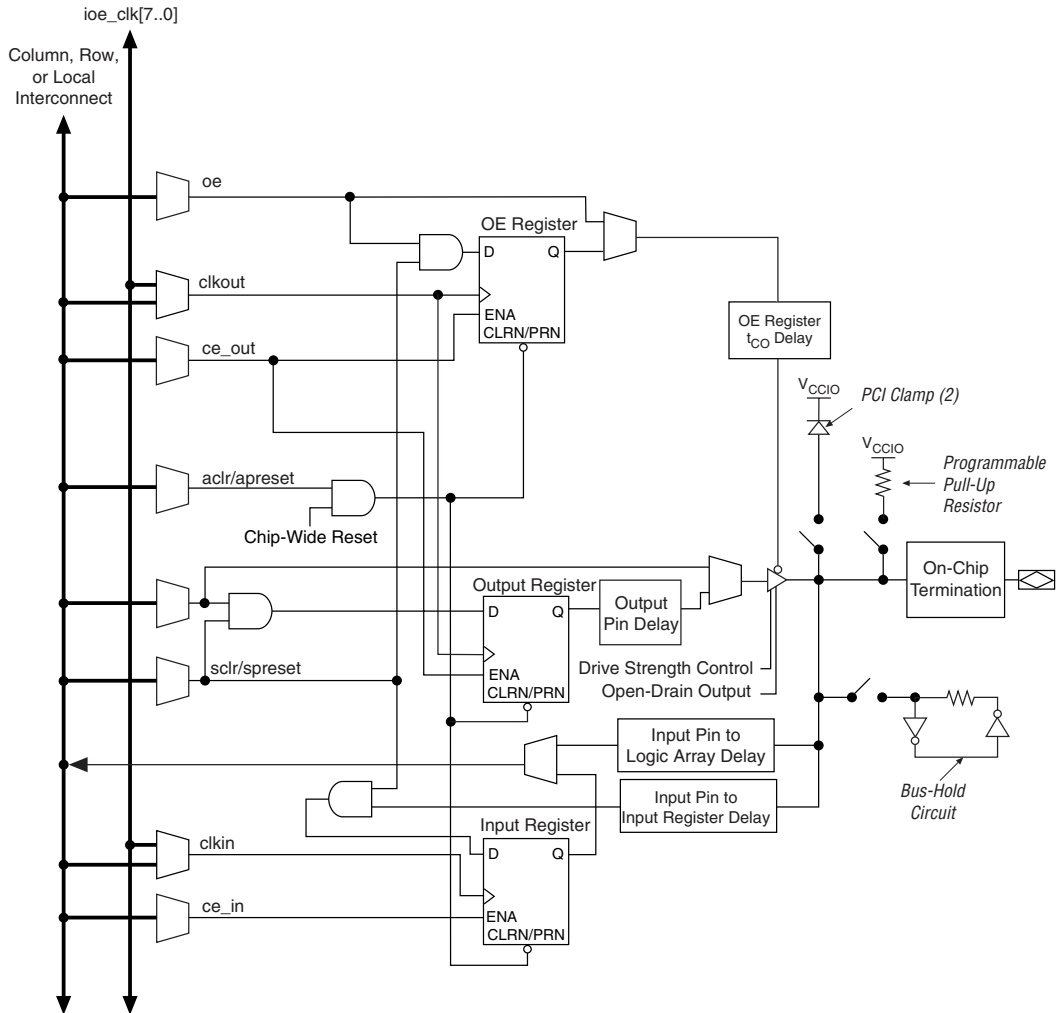 ioe_clk[7..0]
Column, Row,
or Local
Interconnect
oe
OE Register
D
Q
clkout
ENA
CLRN/PRN
OE Register
tCO Delay
ce_out
VCCIO
PCI Clamp (2)
VCCIO
Programmable
Pull-Up
Resistor
aclr/apreset
Chip-Wide Reset
On-Chip
Termination
Output Register
D
Q
Output
Pin Delay
ENA
CLRN/PRN
sclr/spreset
Drive Strength Control
Open-Drain Output
Input Pin to
Logic Array Delay
Input Pin to
Input Register Delay
Bus-Hold
Circuit
Input Register
clkin
D
Q
ce_in
ENA
CLRN/PRN